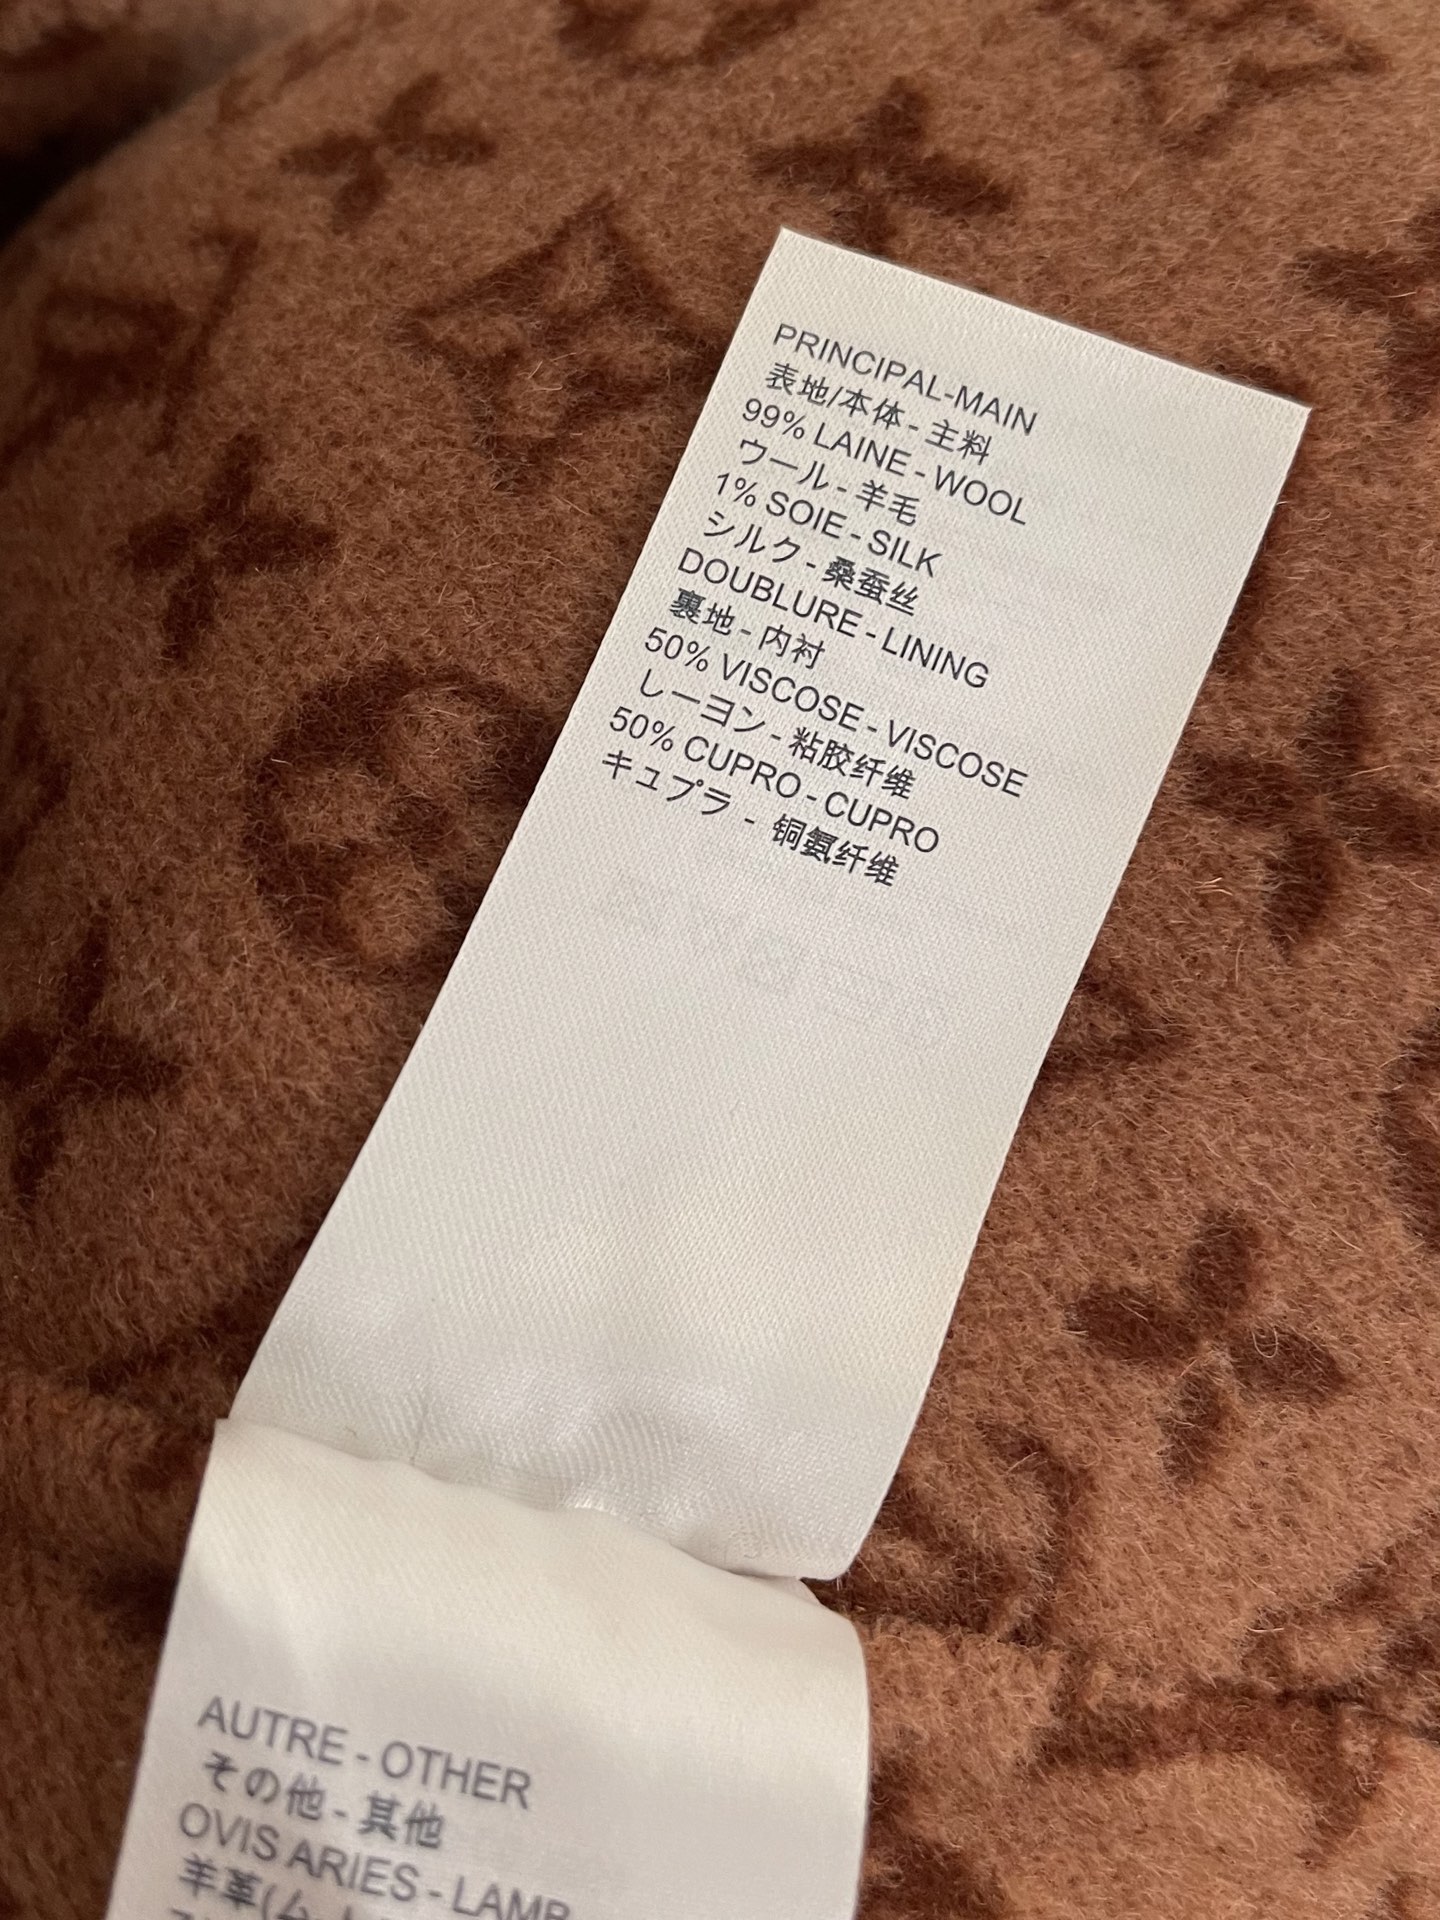 PRINCIPAL-MAIN
表地/本体 - 主料
99% LAINE - WOOL
ウール - 羊毛
1% SOIE - SILK
シルク - 桑蚕丝
DOUBLURE - LINING
裏地 - 内衬
50% VISCOSE - VISCOSE
レーヨン - 粘胶纤维
50% CUPRO - CUPRO
キュプラ - 铜氨纤维
AUTRE - OTHER
その他 - 其他
OVIS ARIES - LAMB
羊革(